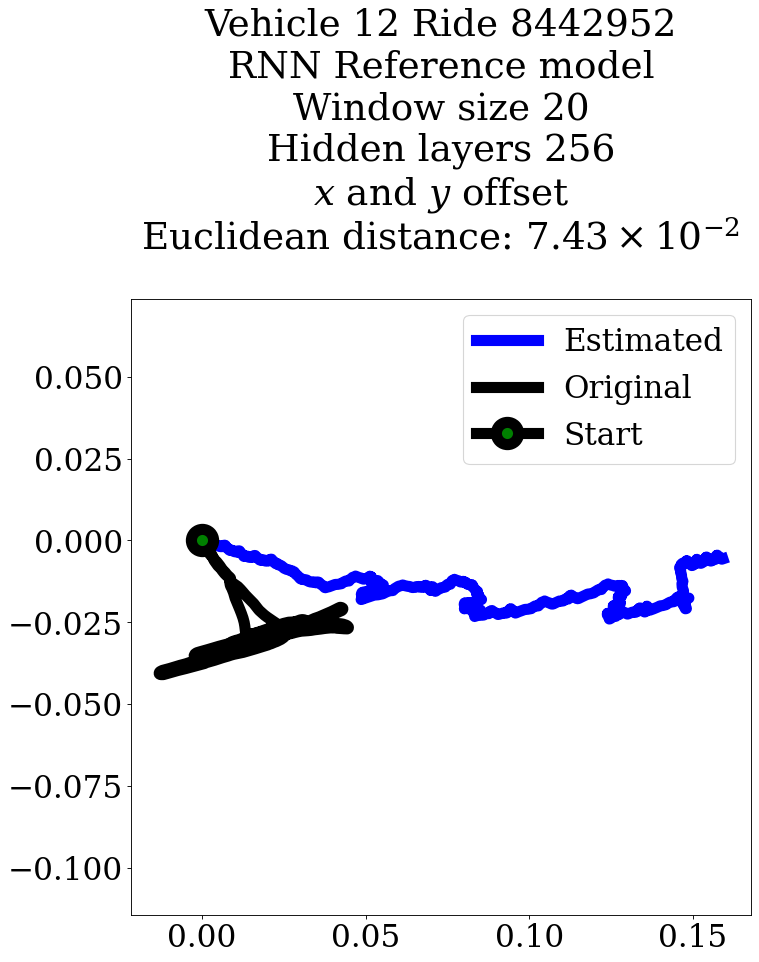 Vehicle 12 Ride 8442952
RNN Reference model
Window size 20
Hidden layers 256
x and y offset
Euclidean distance: 7.43 × 10⁻²
Estimated
Original
Start
0.050
0.025
0.000
−0.025
−0.050
−0.075
−0.100
0.00 0.05 0.10 0.15